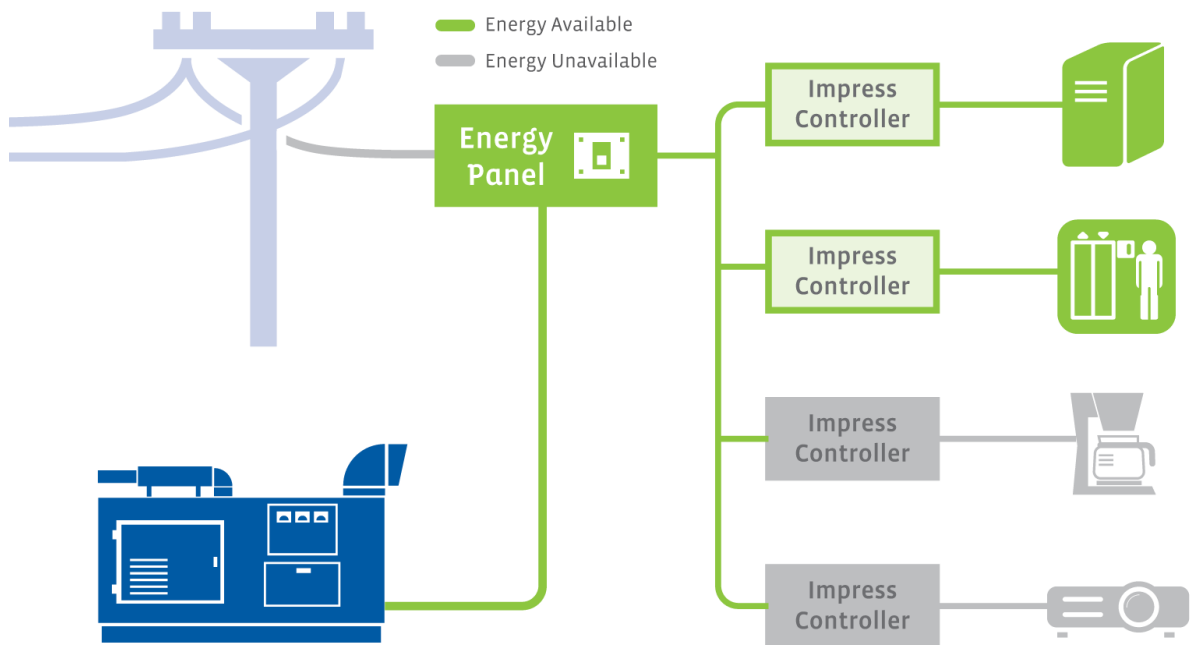 Energy Available
Energy Unavailable
Energy
Panel
Impress
Controller
Impress
Controller
Impress
Controller
Impress
Controller